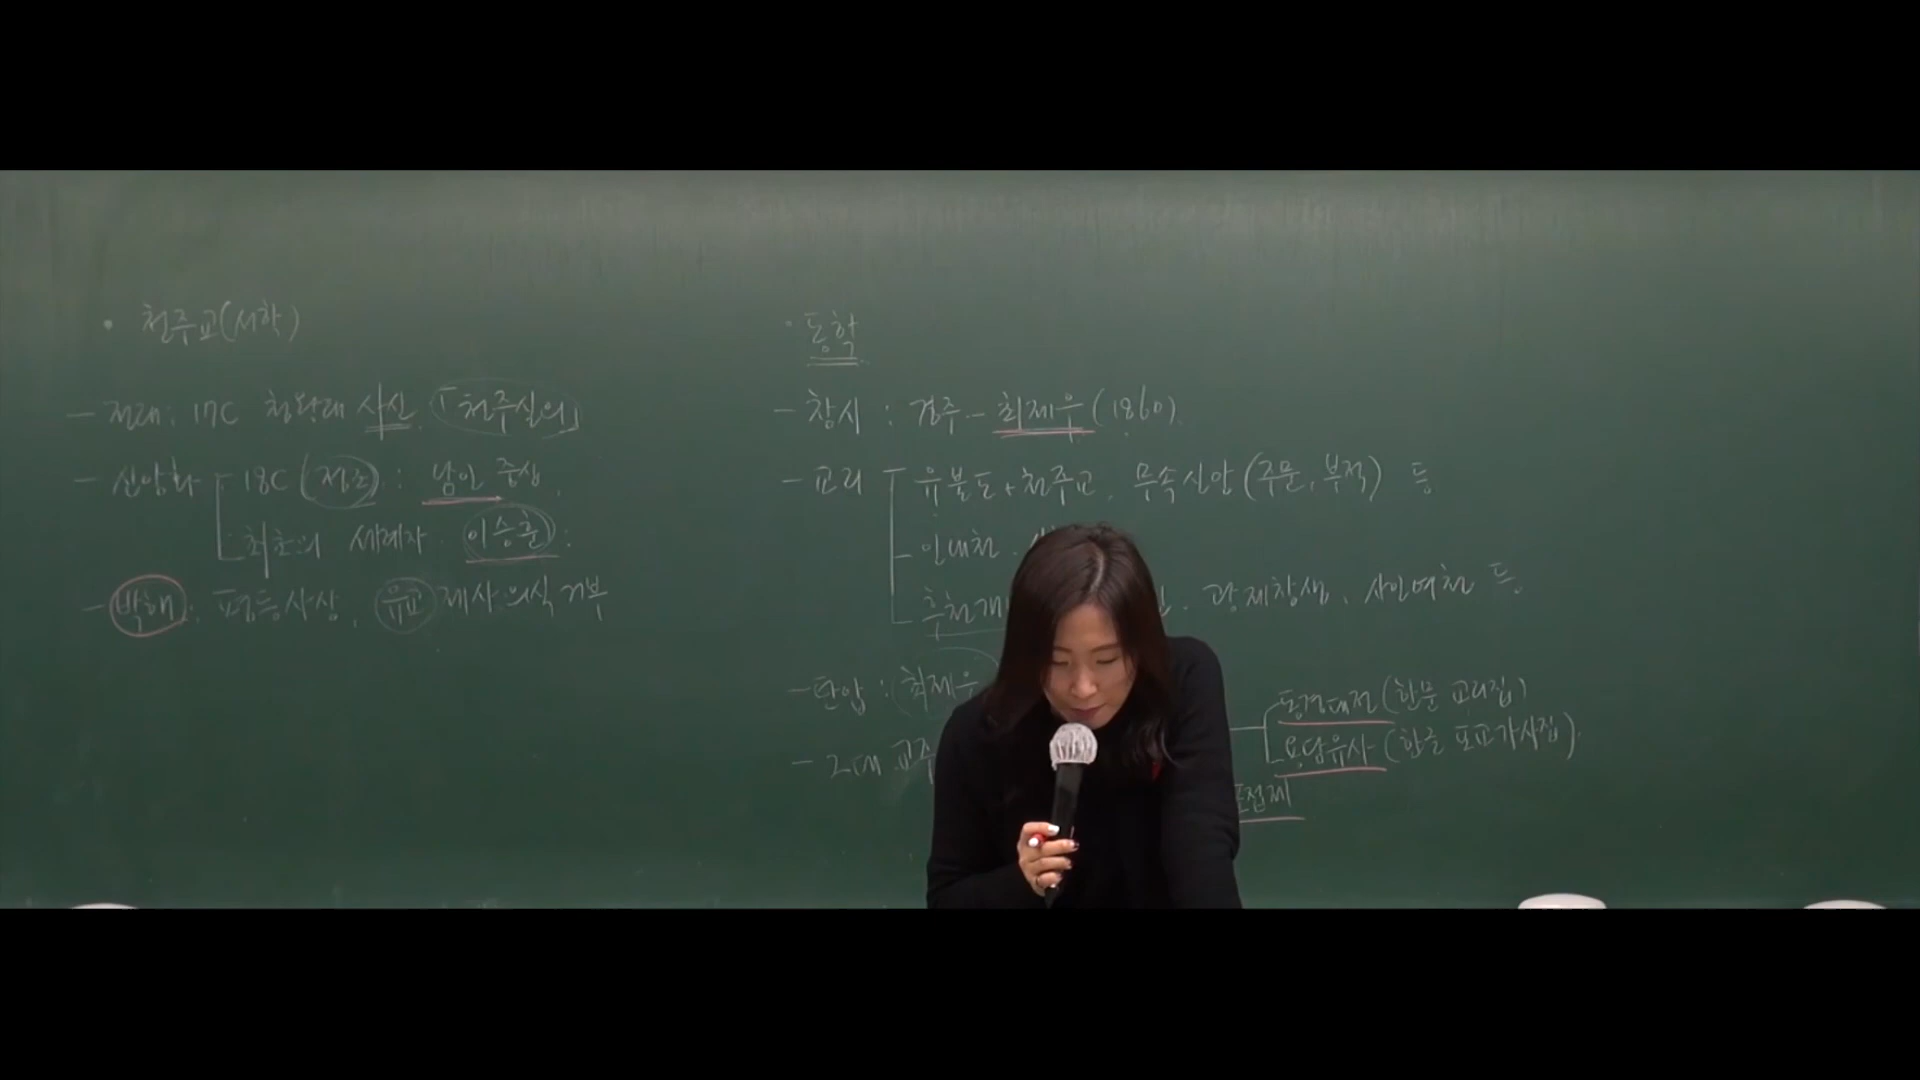 • 천주교(서학)
- 전래 : 17C 청왕래 사신. 「천주실의」
- 신앙화 18C (정조) : 남인 중심.
최초의 세례자. 이승훈.
- 박해 : 평등사상, 유교 제사 의식 거부
• 동학
- 창시 : 경주 - 최제우 (1860)
- 교리 유불도 + 천주교, 무속신앙 (주문, 부적) 등
인내천.
후천개 . 광제창생, 사인여천 등
- 탄압 : 최제우
- 2대 교주
동경대전 (한문 교리집)
용담유사 (한글 포교가사집)
포접제